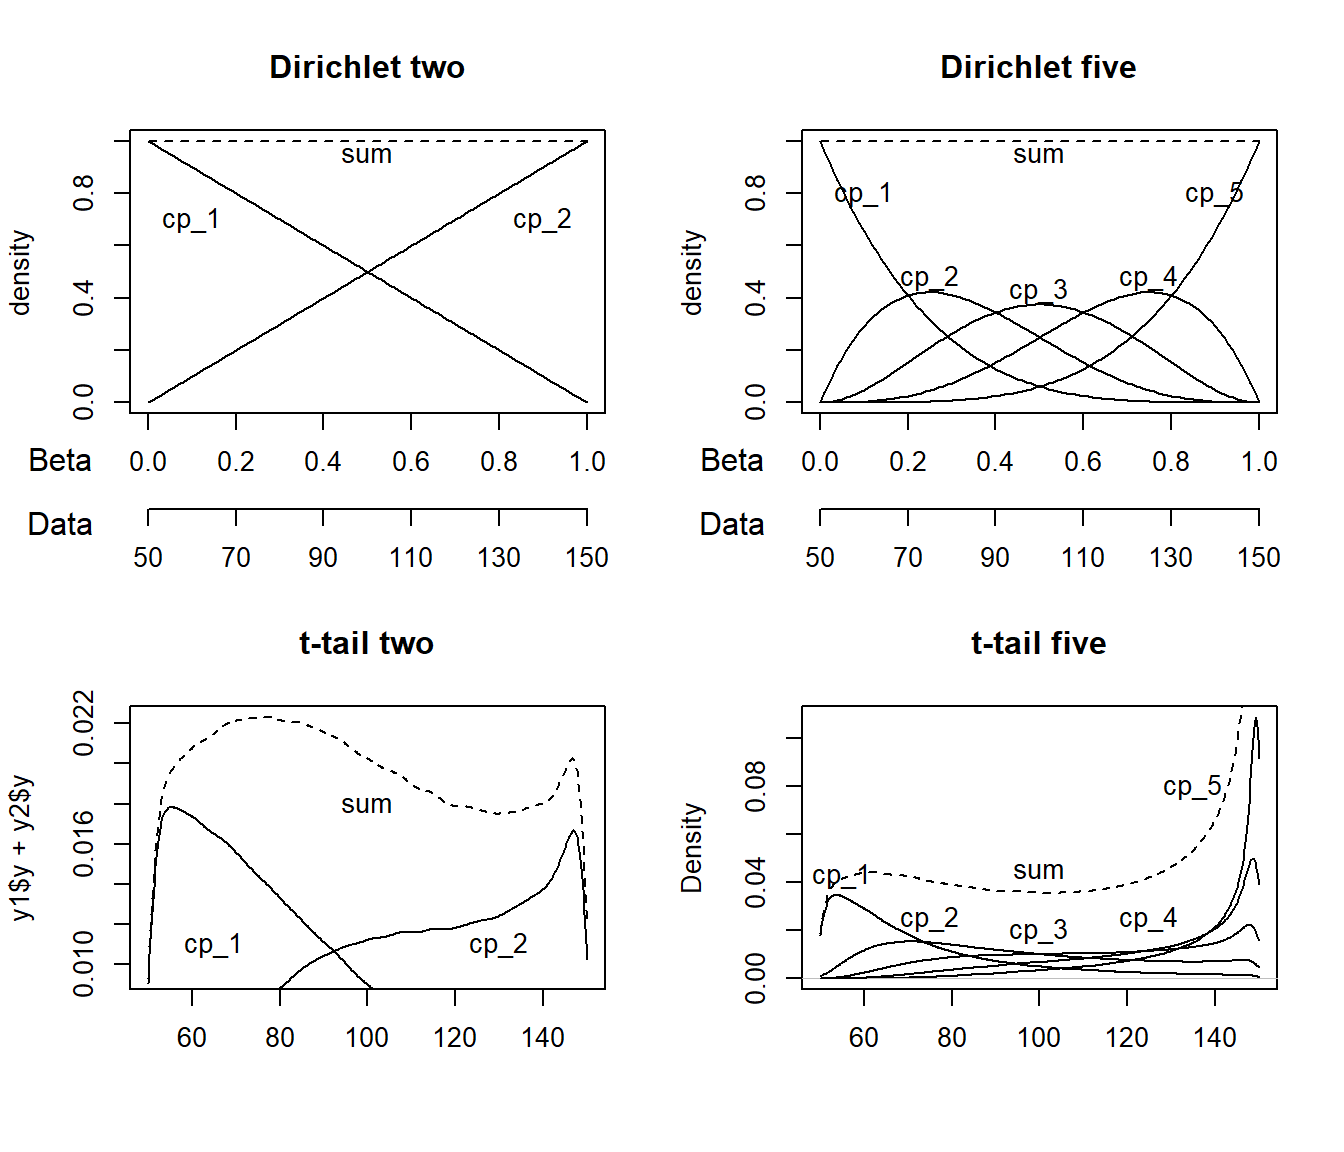 Dirichlet two
density
0.0
0.4
0.8
sum
cp_1
cp_2
Beta
0.0 0.2 0.4 0.6 0.8 1.0
Data
50 70 90 110 130 150
Dirichlet five
density
0.0
0.4
0.8
sum
cp_1
cp_5
cp_2
cp_3
cp_4
Beta
0.0 0.2 0.4 0.6 0.8 1.0
Data
50 70 90 110 130 150
t-tail two
y1$y + y2$y
0.010
0.016
0.022
sum
cp_1
cp_2
60 80 100 120 140
t-tail five
Density
0.00
0.04
0.08
cp_5
cp_1
sum
cp_2
cp_3
cp_4
60 80 100 120 140